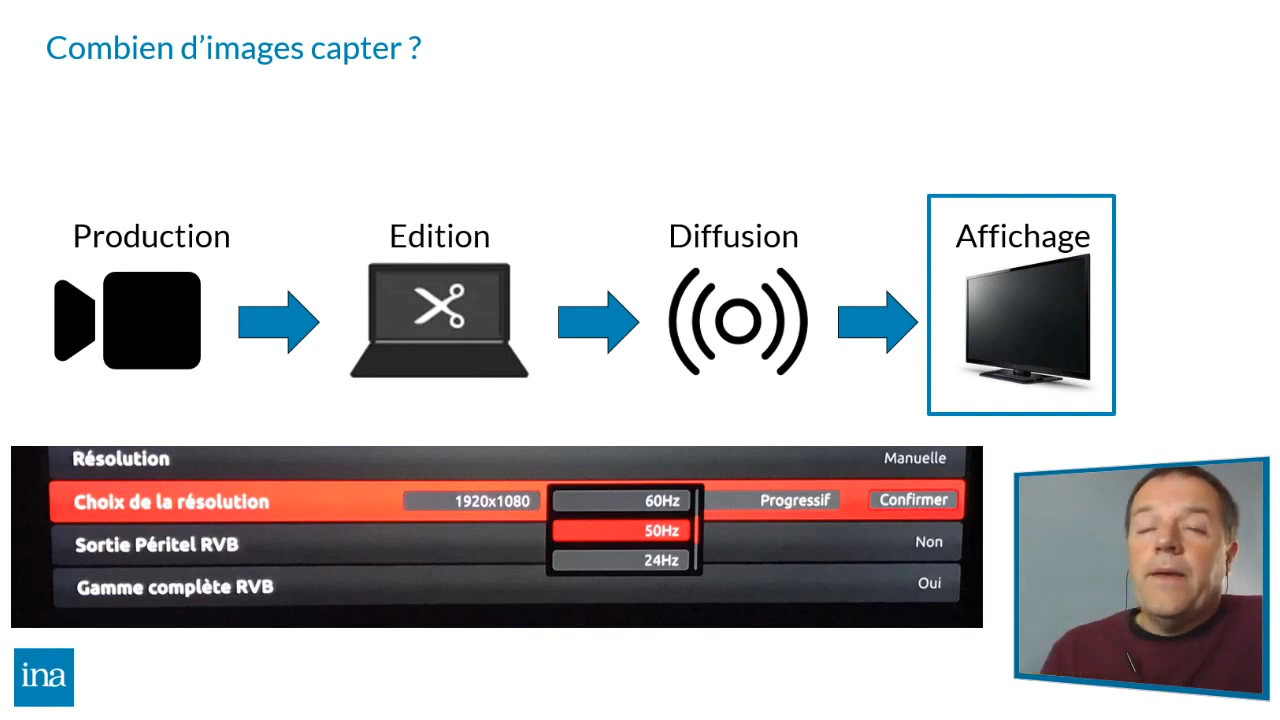 Combien d’images capter ?
Production
Edition
Diffusion
Affichage
Résolution Manuelle
Choix de la résolution 1920x1080 60Hz Progressif Confirmer
50Hz
Sortie Péritel RVB Non
24Hz
Gamme complète RVB Oui
ina